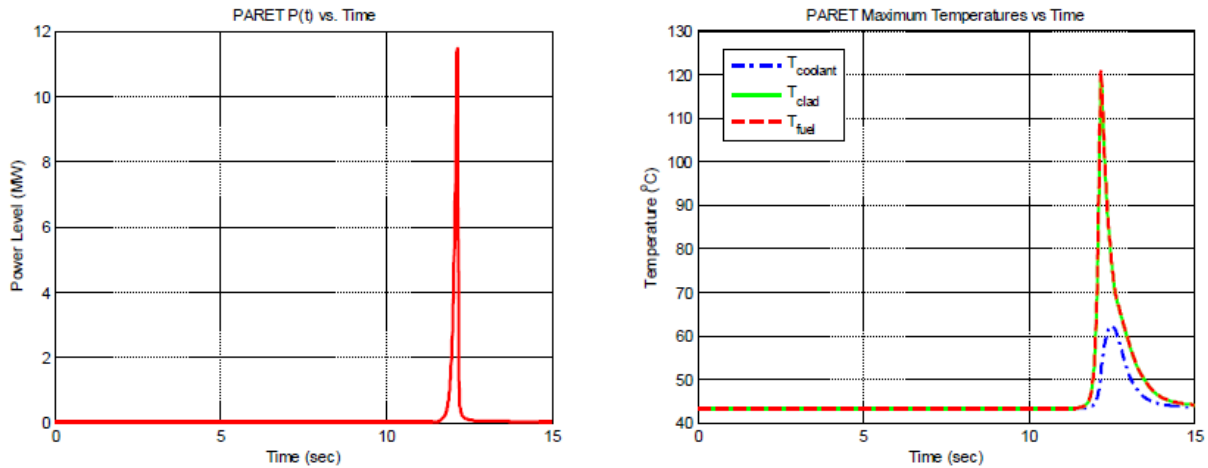 PARET P(t) vs. Time
12
10
8
6
4
2
0
0 5 10 15
Power Level (MW)
Time (sec)
PARET Maximum Temperatures vs Time
130
120
110
100
90
80
70
60
50
40
0 5 10 15
Temperature (°C)
Time (sec)
T_coolant
T_clad
T_fuel